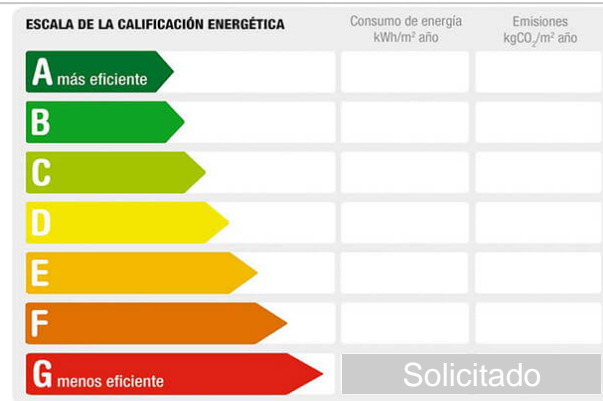 ESCALA DE LA CALIFICACIÓN ENERGÉTICA
Consumo de energía
kWh/m² año
Emisiones
kgCO₂/m² año
A más eficiente
B
C
D
E
F
G menos eficiente
Solicitado